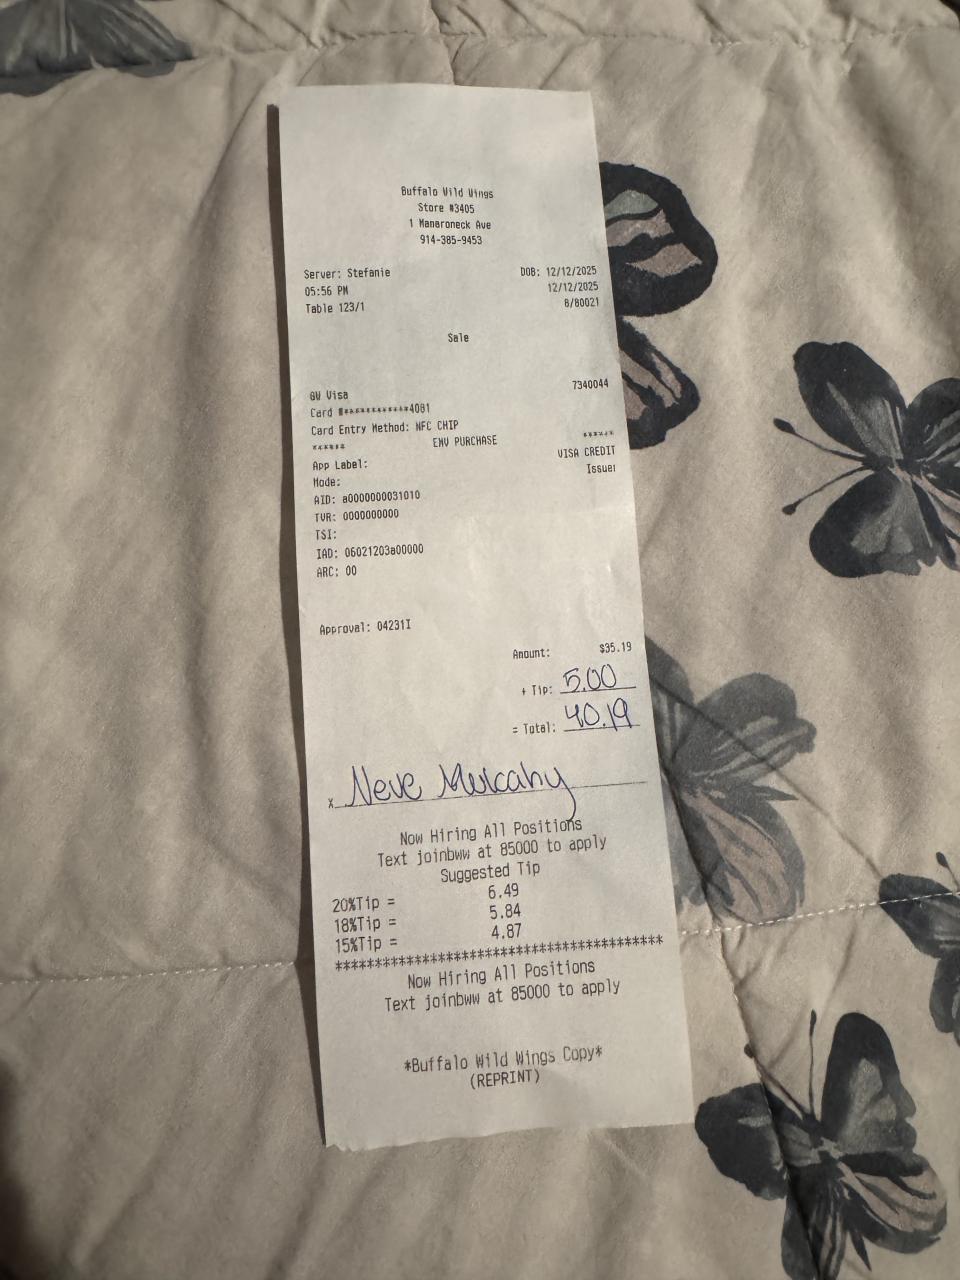 Buffalo Wild Wings
Store #3405
1 Mamaroneck Ave
914-385-9453
Server: Stefanie DOB: 12/12/2025
05:56 PM 12/12/2025
Table 123/1 8/80021
Sale
GW Visa 7340044
Card #************4081
Card Entry Method: NFC CHIP
****** EMV PURCHASE ******
App Label: VISA CREDIT
Mode: Issuer
AID: a0000000031010
TVR: 0000000000
TSI:
IAD: 06021203a00000
ARC: 00
Approval: 04231I
Amount: $35.19
+ Tip: 5.00
= Total: 40.19
x Neve Mulcahy
Now Hiring All Positions
Text joinbww at 85000 to apply
Suggested Tip
20%Tip = 6.49
18%Tip = 5.84
15%Tip = 4.87
******************************************
Now Hiring All Positions
Text joinbww at 85000 to apply
*Buffalo Wild Wings Copy*
(REPRINT)